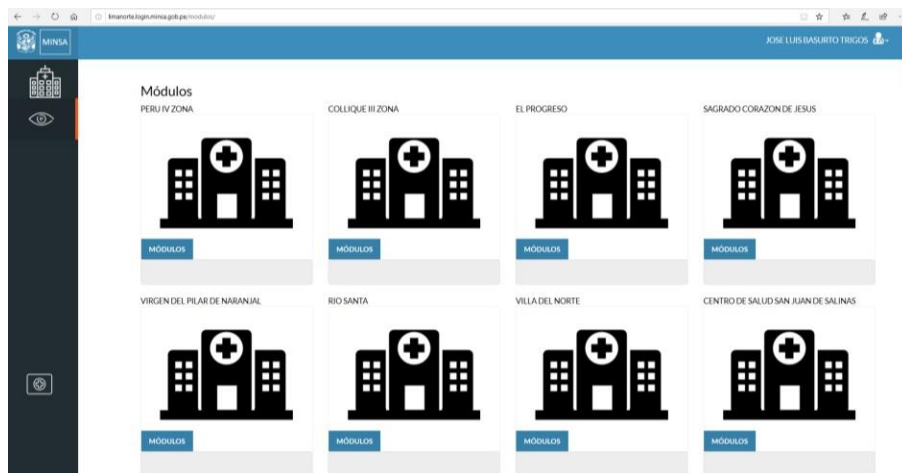 limanorte.login.minsa.gob.pe/modulos/
MINSA
JOSE LUIS BASURTO TRIGOS
Módulos
PERU IV ZONA COLLIQUE III ZONA EL PROGRESO SAGRADO CORAZON DE JESUS
MÓDULOS MÓDULOS MÓDULOS MÓDULOS
VIRGEN DEL PILAR DE NARANJAL RIO SANTA VILLA DEL NORTE CENTRO DE SALUD SAN JUAN DE SALINAS
MÓDULOS MÓDULOS MÓDULOS MÓDULOS